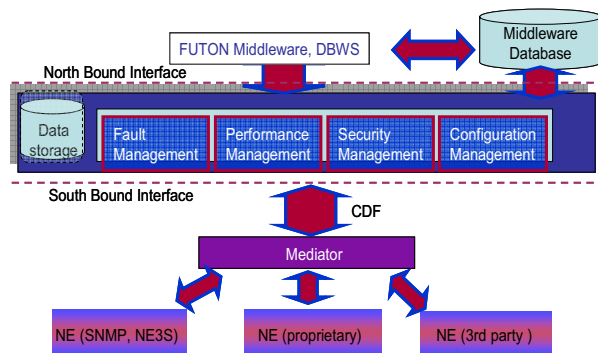 FUTON Middleware, DBWS
Middleware
Database
North Bound Interface
Data
storage
Fault
Management
Performance
Management
Security
Management
Configuration
Management
South Bound Interface
CDF
Mediator
NE (SNMP, NE3S)
NE (proprietary)
NE (3rd party )